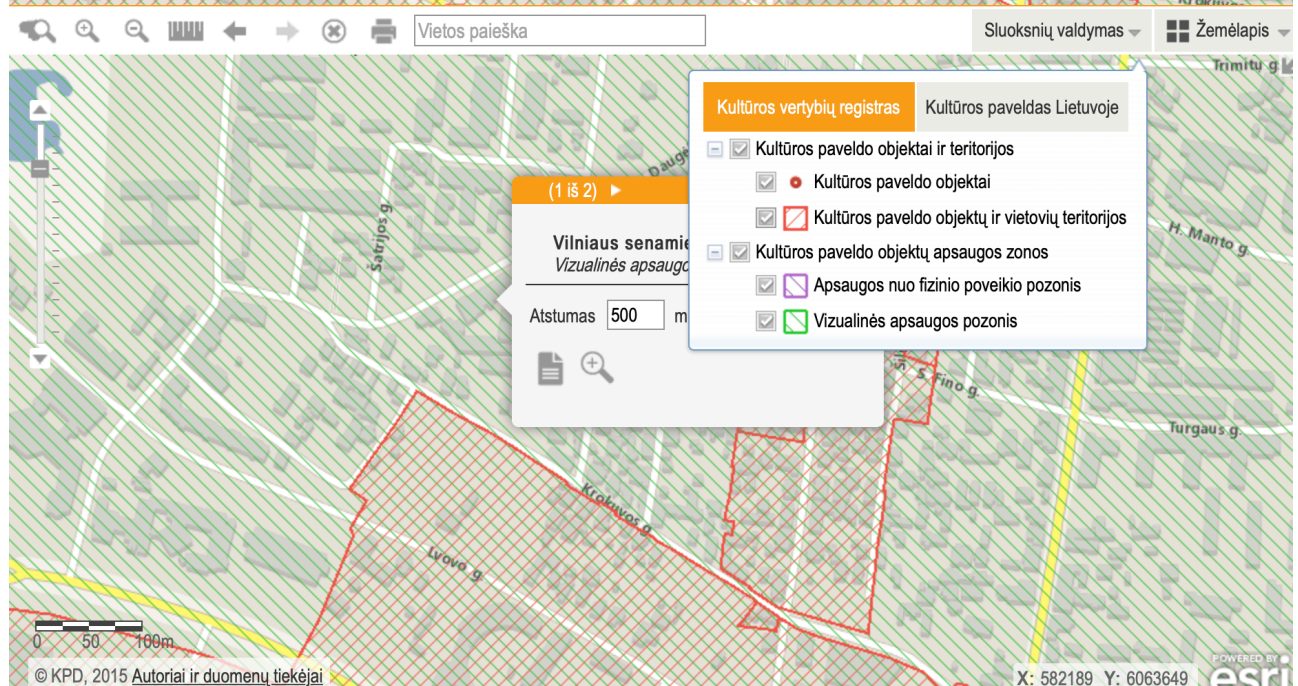 Krokuvos
Vietos paieška
Sluoksnių valdymas
Žemėlapis
Trimitų g.
Kultūros vertybių registras
Kultūros paveldas Lietuvoje
Kultūros paveldo objektai ir teritorijos
Kultūros paveldo objektai
Kultūros paveldo objektų ir vietovių teritorijos
Kultūros paveldo objektų apsaugos zonos
Apsaugos nuo fizinio poveikio pozonis
Vizualinės apsaugos pozonis
(1 iš 2)
Vilniaus senamie
Vizualinės apsaugo
Atstumas 500 m
Šatrijos g.
H. Manto g.
S. Fino g.
Turgaus g.
Krokuvos g.
Lvovo g.
0 50 100m
© KPD, 2015 Autoriai ir duomenų tiekėjai
X: 582189 Y: 6063649
POWERED BY
esri